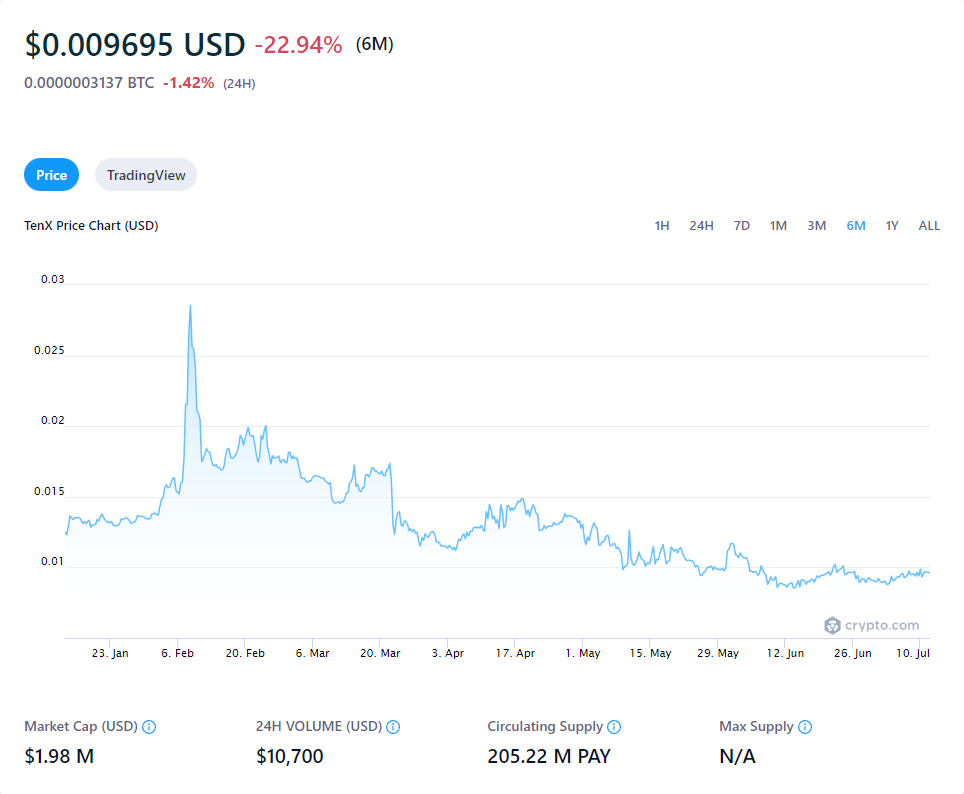 $0.009695 USD -22.94% (6M)
0.0000003137 BTC -1.42% (24H)
Price TradingView
TenX Price Chart (USD) 1H 24H 7D 1M 3M 6M 1Y ALL
0.03
0.025
0.02
0.015
0.01
crypto.com
23. Jan 6. Feb 20. Feb 6. Mar 20. Mar 3. Apr 17. Apr 1. May 15. May 29. May 12. Jun 26. Jun 10. Jul
Market Cap (USD) 24H VOLUME (USD) Circulating Supply Max Supply
$1.98 M $10,700 205.22 M PAY N/A